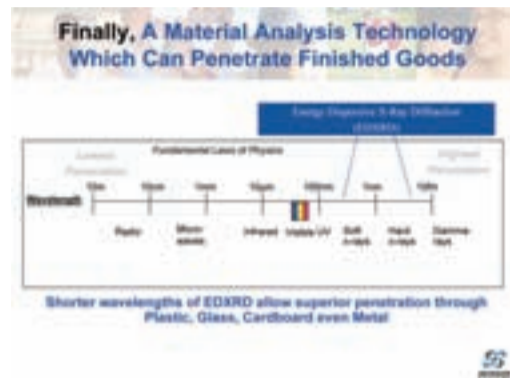 Finally, A Material Analysis Technology
Which Can Penetrate Finished Goods
Energy Dispersive X-Ray Diffraction
(EDXRD)
Lowest
Penetration
Fundamental Laws of Physics
Highest
Penetration
Wavelength
Radio
Micro-
waves
Infrared
Visible
UV
Soft
x-rays
Hard
x-rays
Gamma-
rays
Shorter wavelengths of EDXRD allow superior penetration through
Plastic, Glass, Cardboard even Metal